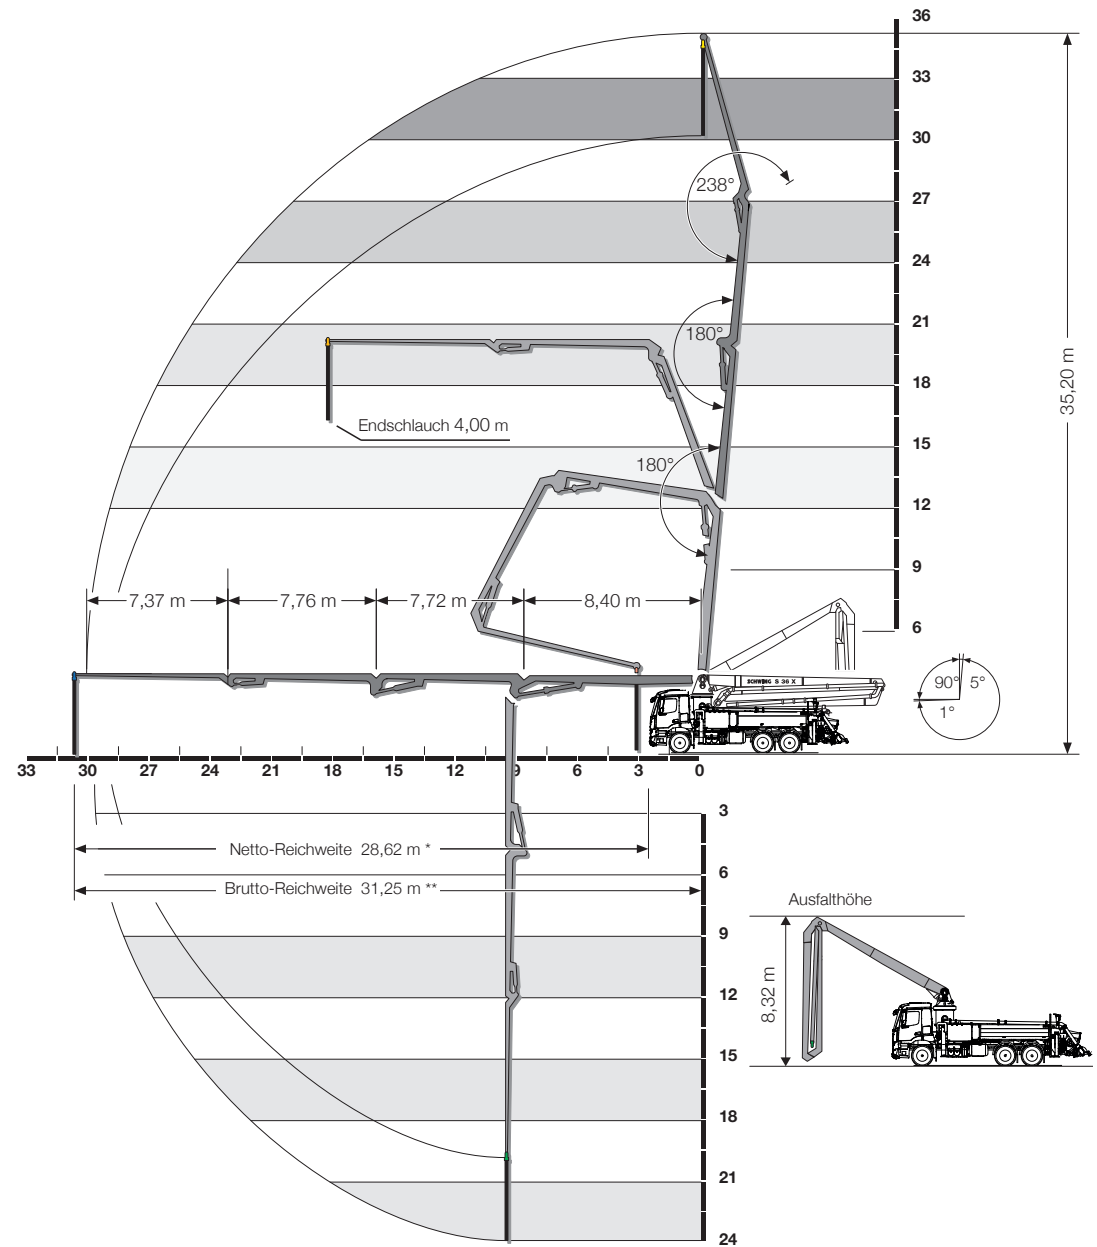 36
33
30
238°
27
24
21
180°
18
35,20 m
Endschlauch 4,00 m
15
180°
12
9
7,37 m 7,76 m 7,72 m 8,40 m
6
SCHWING S 36 X
90° 5°
1°
33 30 27 24 21 18 15 12 9 6 3 0
3
Netto-Reichweite 28,62 m *
6
Brutto-Reichweite 31,25 m **
Ausfalthöhe
9
8,32 m
12
15
18
21
24